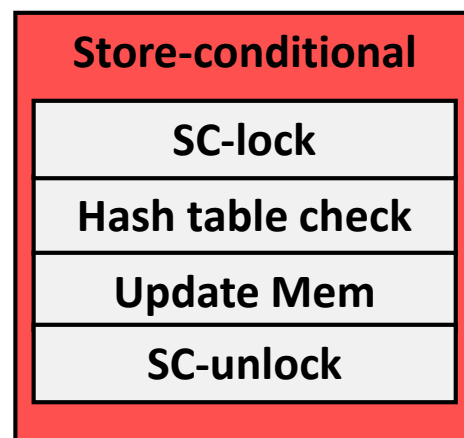 Store-conditional
SC-lock
Hash table check
Update Mem
SC-unlock